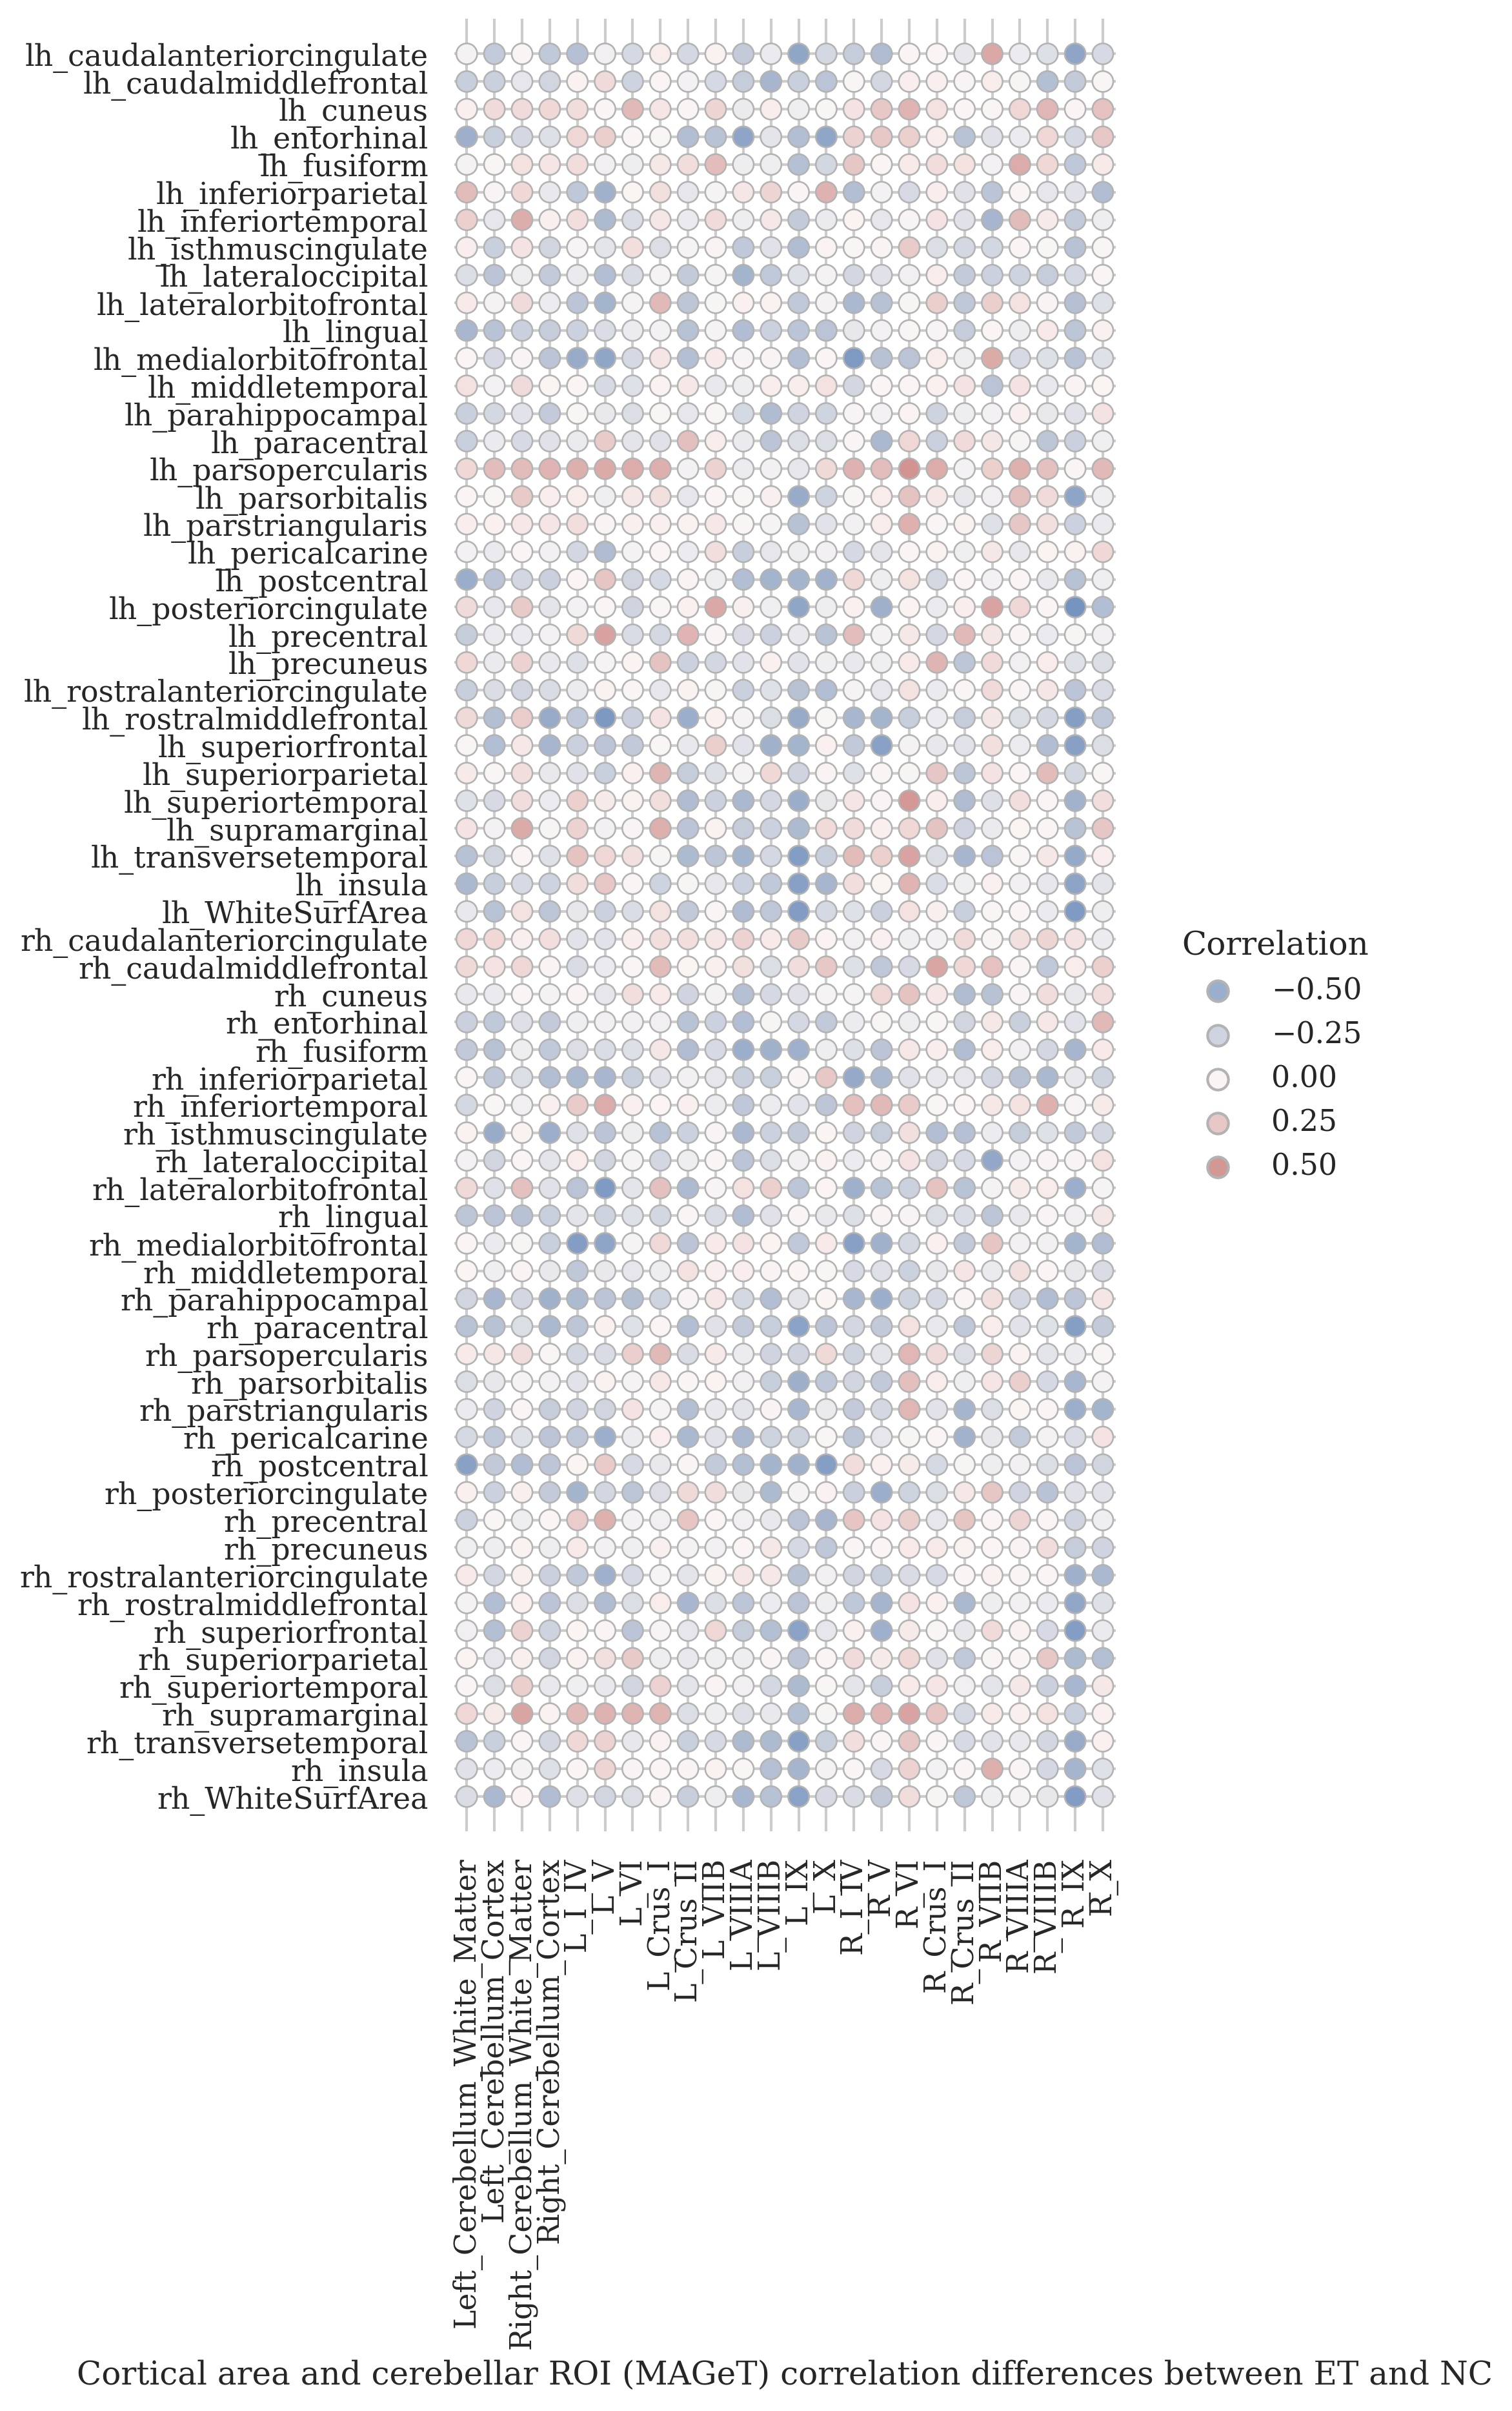 lh_caudalanteriorcingulate
lh_caudalmiddlefrontal
lh_cuneus
lh_entorhinal
lh_fusiform
lh_inferiorparietal
lh_inferiortemporal
lh_isthmuscingulate
lh_lateraloccipital
lh_lateralorbitofrontal
lh_lingual
lh_medialorbitofrontal
lh_middletemporal
lh_parahippocampal
lh_paracentral
lh_parsopercularis
lh_parsorbitalis
lh_parstriangularis
lh_pericalcarine
lh_postcentral
lh_posteriorcingulate
lh_precentral
lh_precuneus
lh_rostralanteriorcingulate
lh_rostralmiddlefrontal
lh_superiorfrontal
lh_superiorparietal
lh_superiortemporal
lh_supramarginal
lh_transversetemporal
lh_insula
lh_WhiteSurfArea
rh_caudalanteriorcingulate
rh_caudalmiddlefrontal
rh_cuneus
rh_entorhinal
rh_fusiform
rh_inferiorparietal
rh_inferiortemporal
rh_isthmuscingulate
rh_lateraloccipital
rh_lateralorbitofrontal
rh_lingual
rh_medialorbitofrontal
rh_middletemporal
rh_parahippocampal
rh_paracentral
rh_parsopercularis
rh_parsorbitalis
rh_parstriangularis
rh_pericalcarine
rh_postcentral
rh_posteriorcingulate
rh_precentral
rh_precuneus
rh_rostralanteriorcingulate
rh_rostralmiddlefrontal
rh_superiorfrontal
rh_superiorparietal
rh_superiortemporal
rh_supramarginal
rh_transversetemporal
rh_insula
rh_WhiteSurfArea
Correlation
−0.50
−0.25
0.00
0.25
0.50
Left_Cerebellum_White_Matter
Left_Cerebellum_Cortex
Right_Cerebellum_White_Matter
Right_Cerebellum_Cortex
L_I_IV
L_V
L_VI
L_Crus_I
L_Crus_II
L_VIIB
L_VIIIA
L_VIIIB
L_IX
L_X
R_I_IV
R_V
R_VI
R_Crus_I
R_Crus_II
R_VIIB
R_VIIIA
R_VIIIB
R_IX
R_X
Cortical area and cerebellar ROI (MAGeT) correlation differences between ET and NC